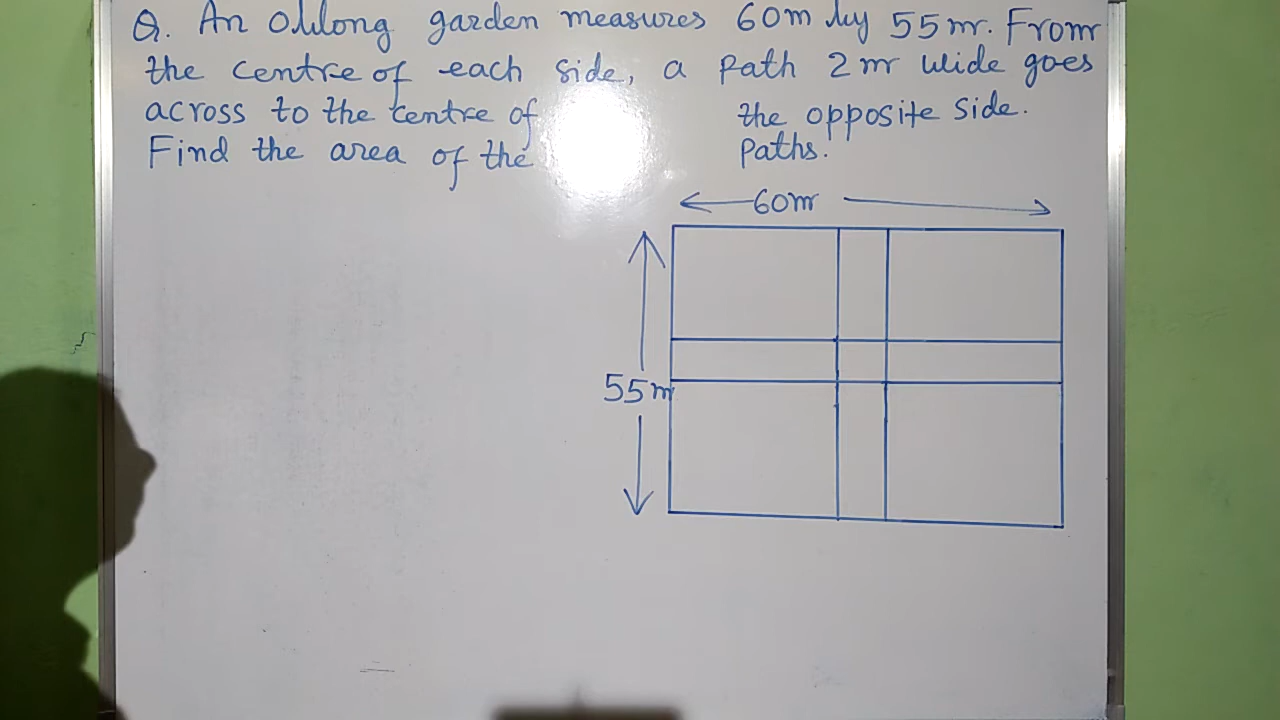 Q. An Oblong garden measures 60m by 55m. From
the centre of each side, a path 2m wide goes
across to the centre of the opposite side.
Find the area of the paths.
60m
55m